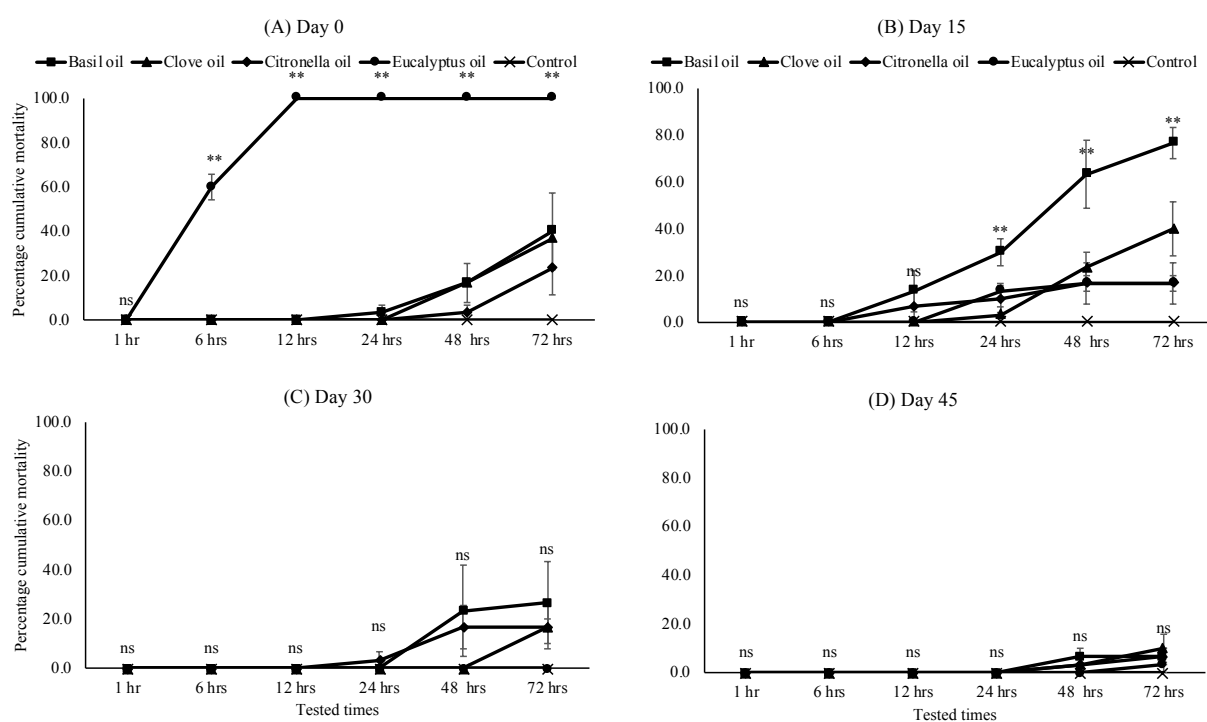 (A) Day 0
Basil oil Clove oil Citronella oil Eucalyptus oil Control
Percentage cumulative mortality
100.0
80.0
60.0
40.0
20.0
0.0
ns ** ** ** ** **
1 hr 6 hrs 12 hrs 24 hrs 48 hrs 72 hrs
(B) Day 15
Basil oil Clove oil Citronella oil Eucalyptus oil Control
100.0
80.0
60.0
40.0
20.0
0.0
ns ns ns ** ** **
1 hr 6 hrs 12 hrs 24 hrs 48 hrs 72 hrs
(C) Day 30
Percentage cumulative mortality
100.0
80.0
60.0
40.0
20.0
0.0
ns ns ns ns ns ns
1 hr 6 hrs 12 hrs 24 hrs 48 hrs 72 hrs
Tested times
(D) Day 45
100.0
80.0
60.0
40.0
20.0
0.0
ns ns ns ns ns ns
1 hr 6 hrs 12 hrs 24 hrs 48 hrs 72 hrs
Tested times